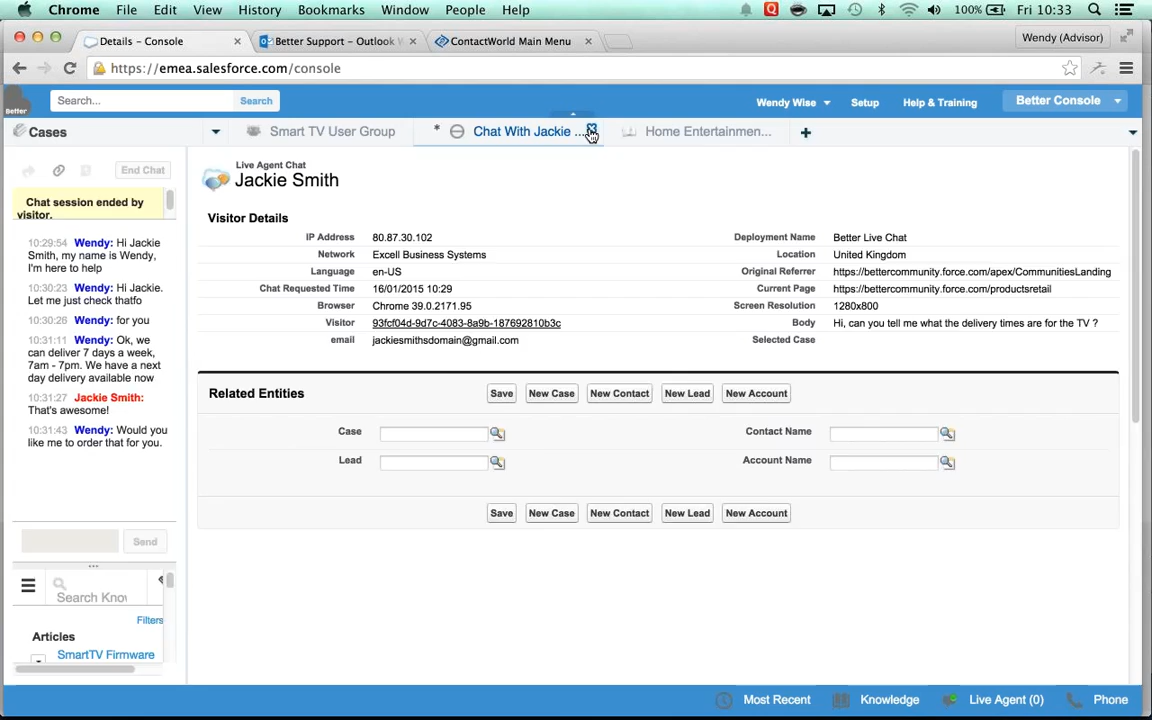 Chrome File Edit View History Bookmarks Window People Help 100% Fri 10:33
Details – Console Better Support – Outlook ContactWorld Main Menu Wendy (Advisor)
https://emea.salesforce.com/console
Better Search... Search Wendy Wise Setup Help & Training Better Console
Cases Smart TV User Group * Chat With Jackie ... Home Entertainmen...
End Chat
Live Agent Chat
Jackie Smith
Chat session ended by
visitor.
10:29:54 Wendy: Hi Jackie
Smith, my name is Wendy,
I'm here to help
10:30:23 Wendy: Hi Jackie.
Let me just check thatfo
10:30:26 Wendy: for you
10:31:11 Wendy: Ok, we
can deliver 7 days a week,
7am - 7pm. We have a next
day delivery available now
10:31:27 Jackie Smith:
That's awesome!
10:31:43 Wendy: Would you
like me to order that for you.
Send
Search Know
Filters
Articles
SmartTV Firmware
Visitor Details
IP Address 80.87.30.102 Deployment Name Better Live Chat
Network Excell Business Systems Location United Kingdom
Language en-US Original Referrer https://bettercommunity.force.com/apex/CommunitiesLanding
Chat Requested Time 16/01/2015 10:29 Current Page https://bettercommunity.force.com/productsretail
Browser Chrome 39.0.2171.95 Screen Resolution 1280x800
Visitor 93fcf04d-9d7c-4083-8a9b-187692810b3c Body Hi, can you tell me what the delivery times are for the TV ?
email jackiesmithsdomain@gmail.com Selected Case
Related Entities Save New Case New Contact New Lead New Account
Case Contact Name
Lead Account Name
Save New Case New Contact New Lead New Account
Most Recent Knowledge Live Agent (0) Phone